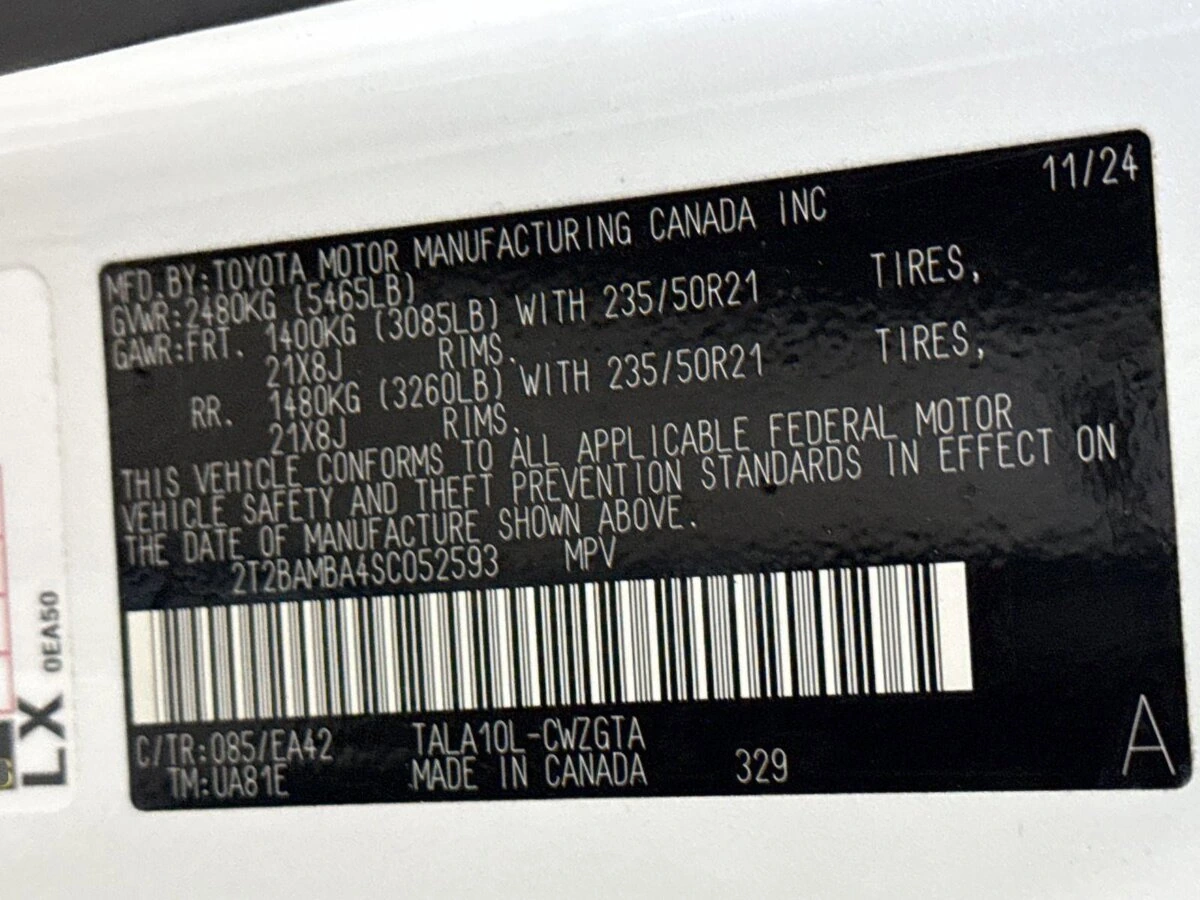 11/24
MFD.BY:TOYOTA MOTOR MANUFACTURING CANADA INC
GVWR:2480KG (5465LB)
GAWR:FRT. 1400KG (3085LB) WITH 235/50R21 TIRES,
21X8J RIMS.
RR. 1480KG (3260LB) WITH 235/50R21 TIRES,
21X8J RIMS.
THIS VEHICLE CONFORMS TO ALL APPLICABLE FEDERAL MOTOR
VEHICLE SAFETY AND THEFT PREVENTION STANDARDS IN EFFECT ON
THE DATE OF MANUFACTURE SHOWN ABOVE.
2T2BAMBA4SC052593 MPV
C/TR:085/EA42 TALA10L-CWZGTA
TM:UA81E MADE IN CANADA 329
A
LX
0EA50